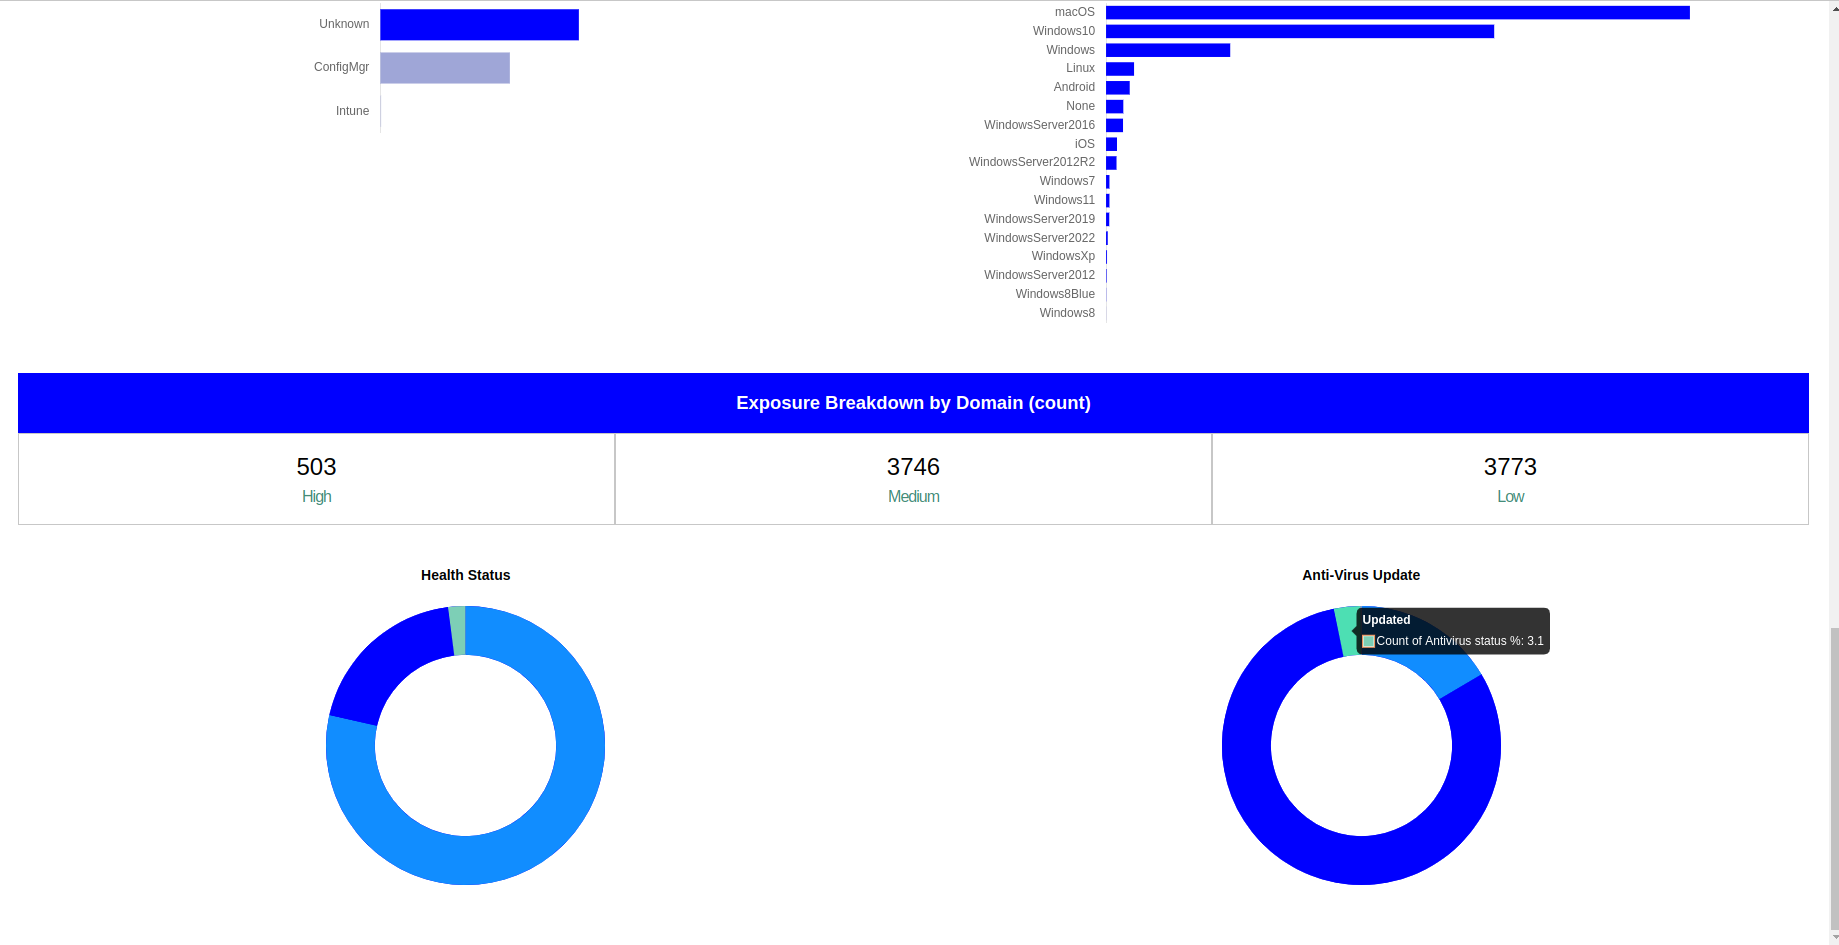 Unknown
ConfigMgr
Intune
macOS
Windows10
Windows
Linux
Android
None
WindowsServer2016
iOS
WindowsServer2012R2
Windows7
Windows11
WindowsServer2019
WindowsServer2022
WindowsXp
WindowsServer2012
Windows8Blue
Windows8
Exposure Breakdown by Domain (count)
503
High
3746
Medium
3773
Low
Health Status
Anti-Virus Update
Updated
Count of Antivirus status %: 3.1